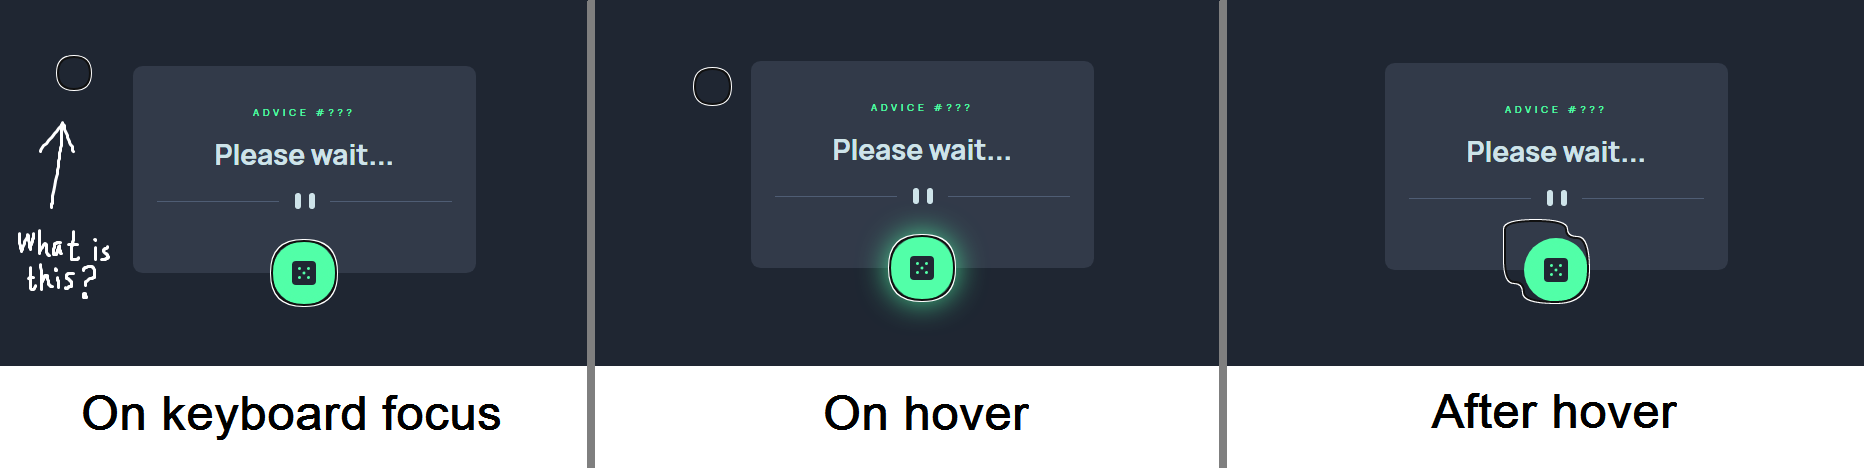 ADVICE #???
Please wait...
What is
this?
On keyboard focus
ADVICE #???
Please wait...
On hover
ADVICE #???
Please wait...
After hover